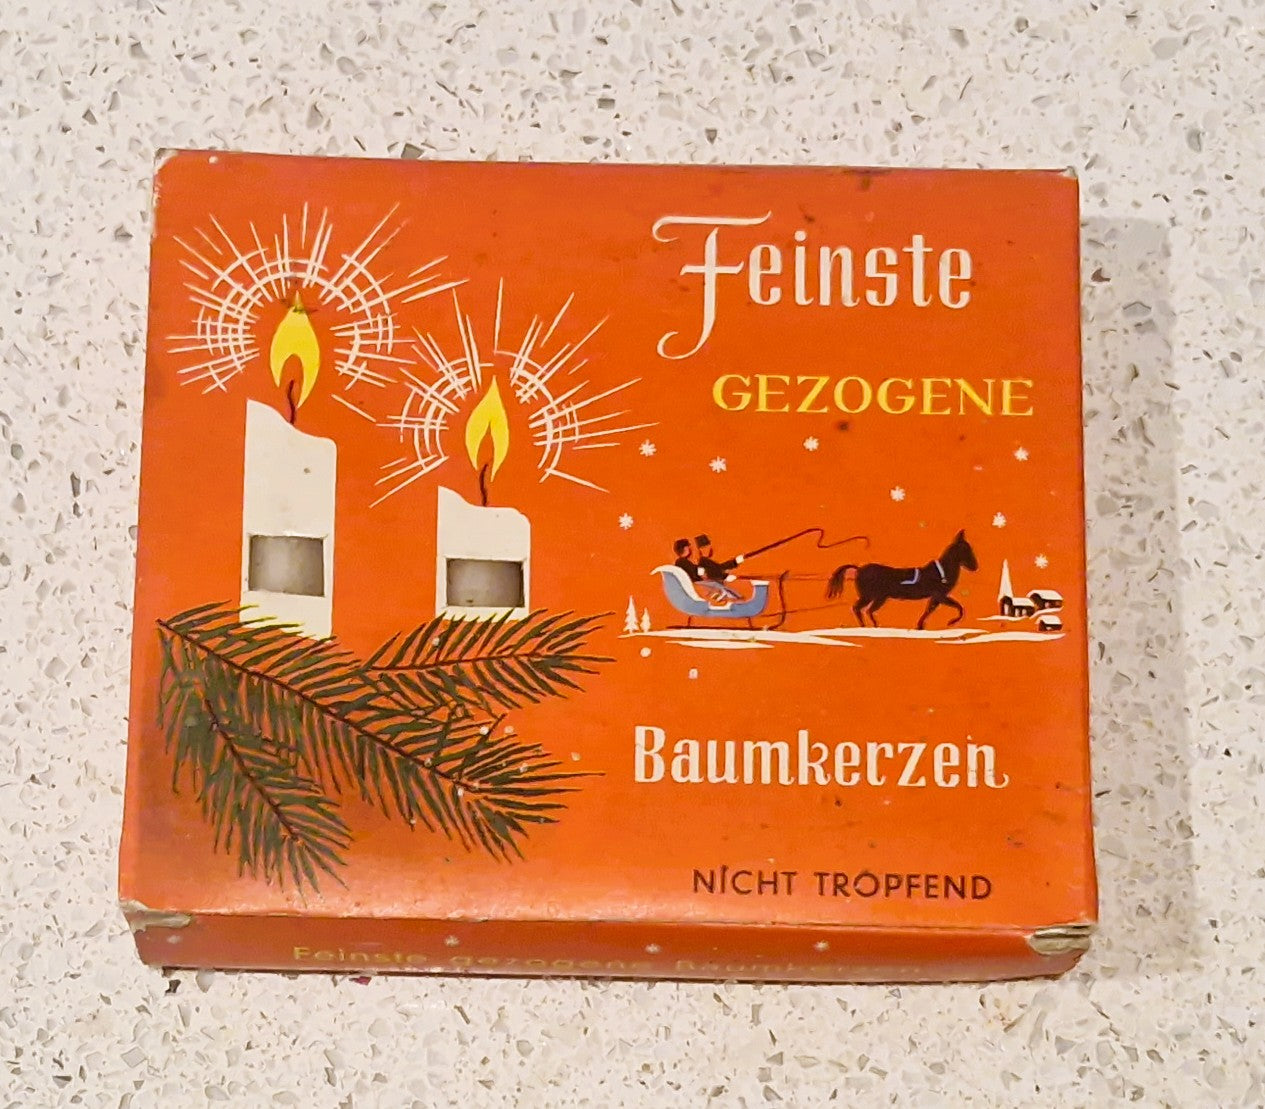 Feinste
GEZOGENE
Baumkerzen
NICHT TROPFEND
Feinste gezogene Baumkerzen